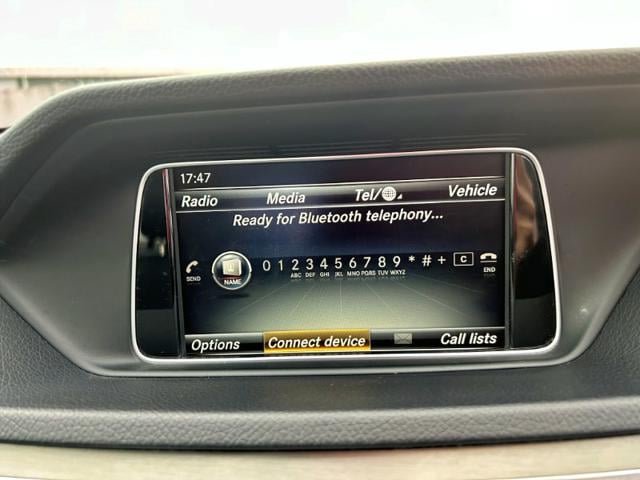 17:47
Radio Media Tel/ Vehicle
Ready for Bluetooth telephony...
0 1 2 3 4 5 6 7 8 9 * # + C
ABC DEF GHI JKL MNO PQRS TUV WXYZ
SEND NAME END
Options Connect device Call lists